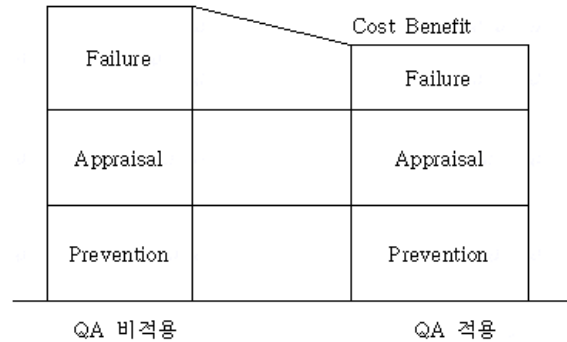 Cost Benefit
Failure
Failure
Appraisal
Appraisal
Prevention
Prevention
QA 비적용
QA 적용